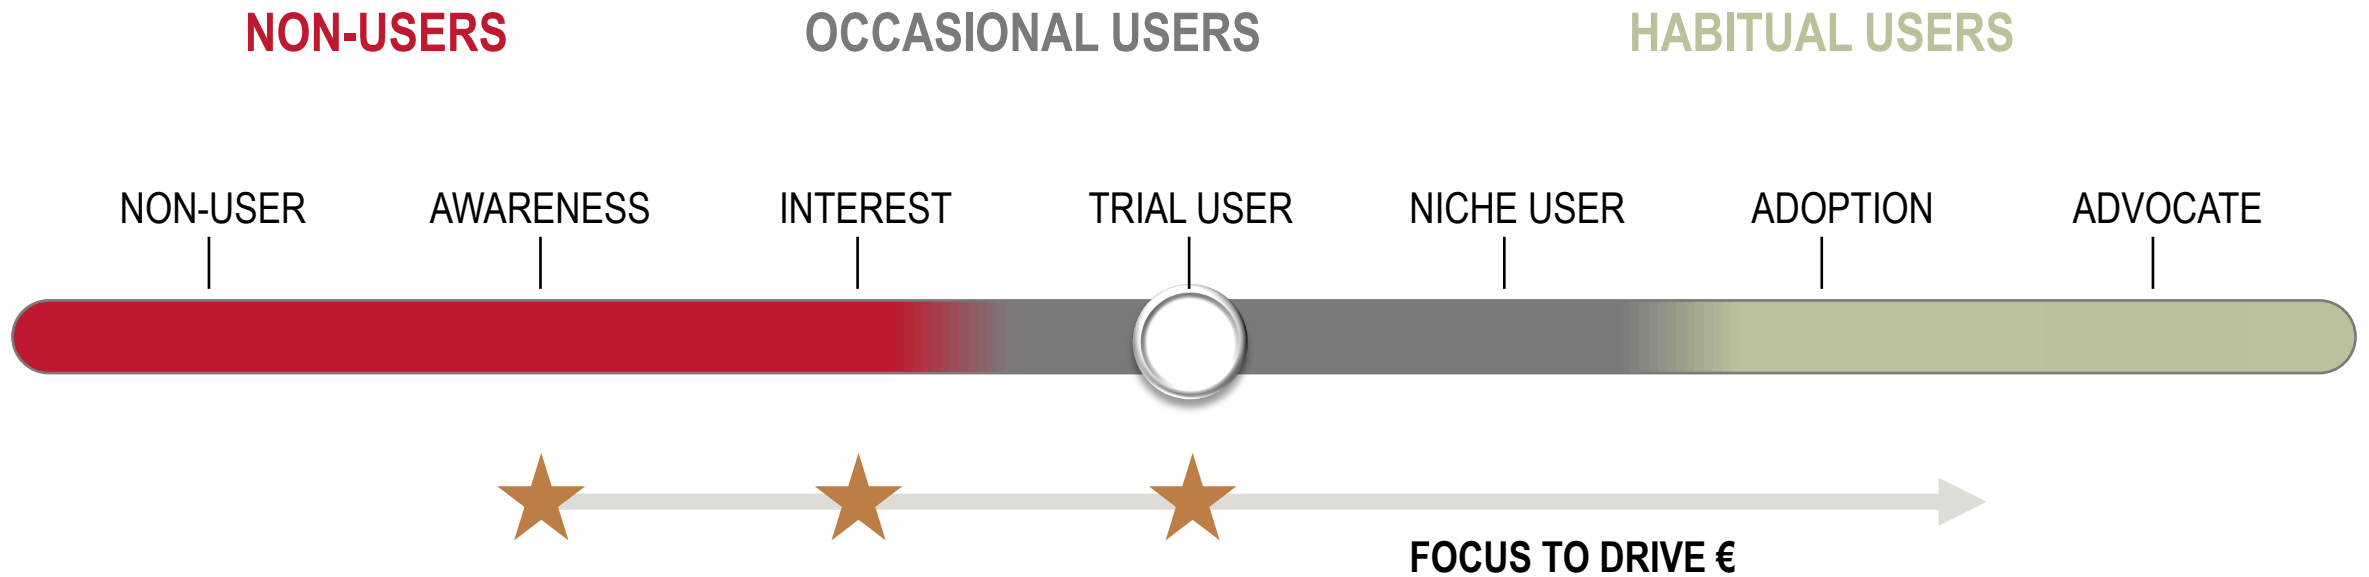 NON-USERS OCCASIONAL USERS HABITUAL USERS
NON-USER AWARENESS INTEREST TRIAL USER NICHE USER ADOPTION ADVOCATE
FOCUS TO DRIVE €